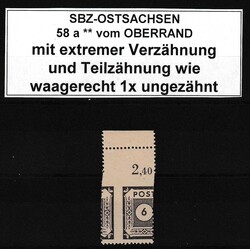 SBZ-OSTSACHSEN
58 a ** vom OBERRAND
mit extremer Verzähnung
und Teilzähnung wie
waagerecht 1x ungezähnt
2,40
POST
6